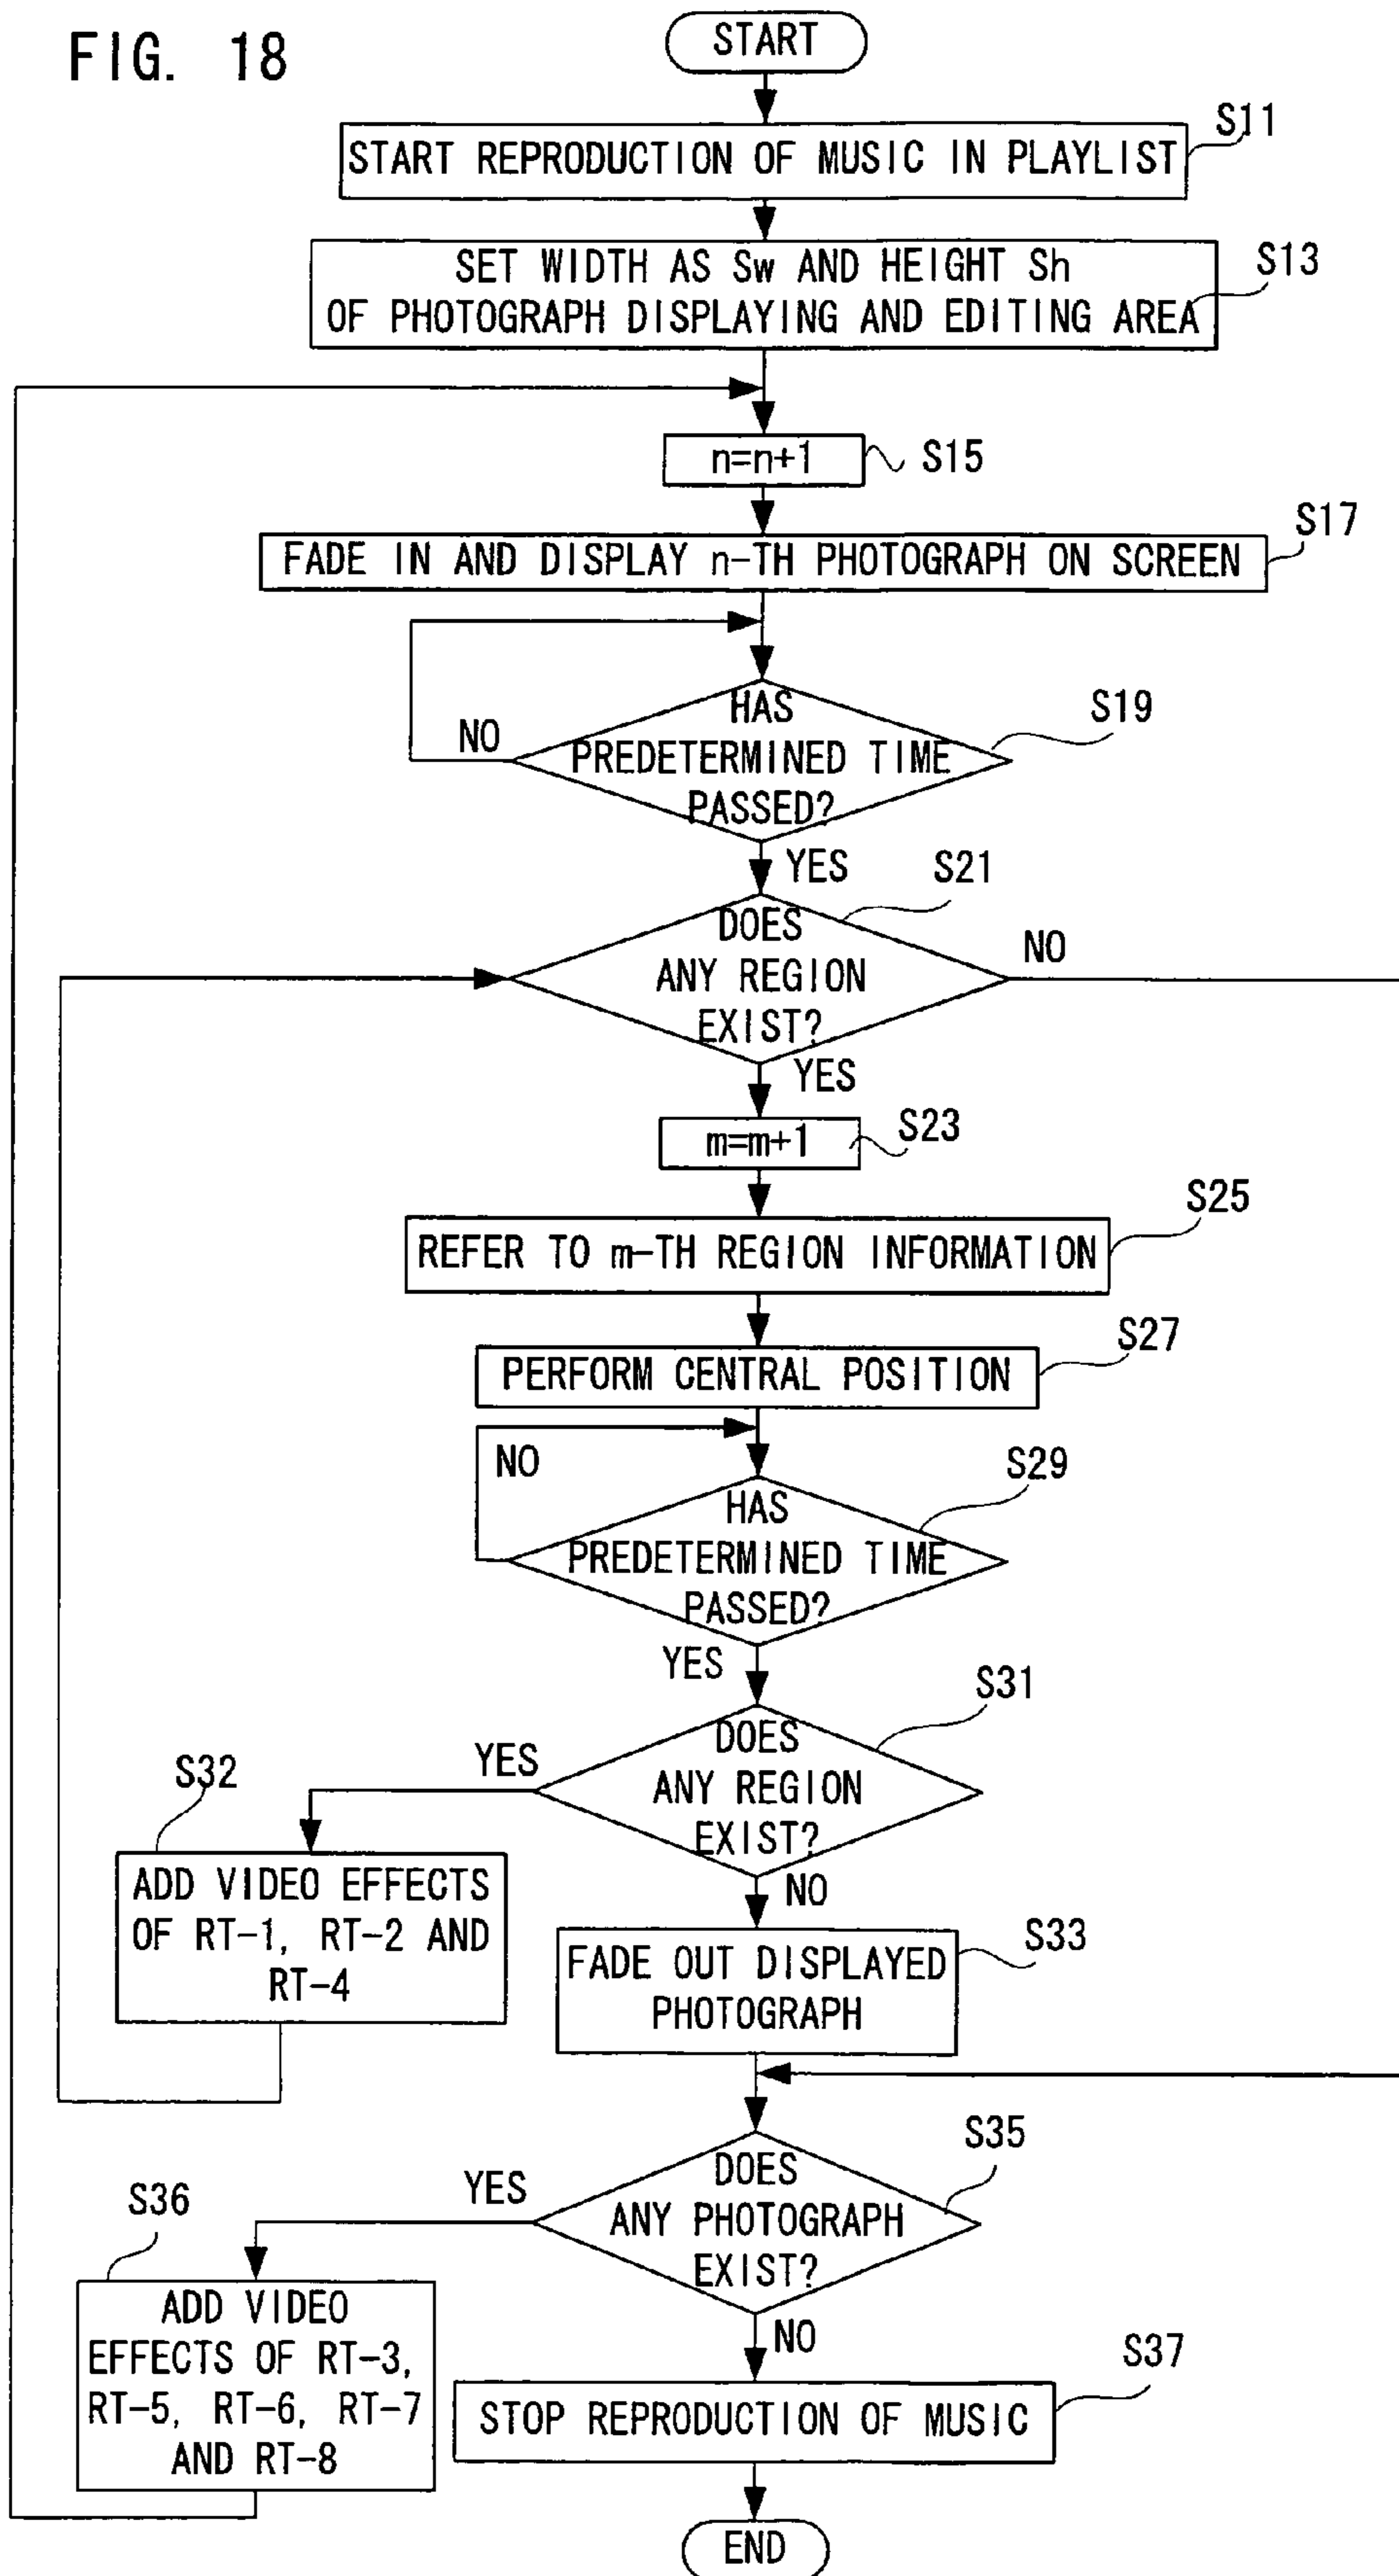 FIG. 18
START
S11
START REPRODUCTION OF MUSIC IN PLAYLIST
S13
SET WIDTH AS Sw AND HEIGHT Sh
OF PHOTOGRAPH DISPLAYING AND EDITING AREA
n=n+1
S15
S17
FADE IN AND DISPLAY n-TH PHOTOGRAPH ON SCREEN
S19
HAS
PREDETERMINED TIME
PASSED?
NO
YES
S21
DOES
ANY REGION
EXIST?
NO
YES
m=m+1
S23
S25
REFER TO m-TH REGION INFORMATION
S27
PERFORM CENTRAL POSITION
NO
S29
HAS
PREDETERMINED TIME
PASSED?
YES
S31
DOES
ANY REGION
EXIST?
YES
S32
ADD VIDEO EFFECTS
OF RT-1, RT-2 AND
RT-4
NO
S33
FADE OUT DISPLAYED
PHOTOGRAPH
S35
DOES
ANY PHOTOGRAPH
EXIST?
YES
S36
ADD VIDEO
EFFECTS OF RT-3,
RT-5, RT-6, RT-7
AND RT-8
NO
S37
STOP REPRODUCTION OF MUSIC
END